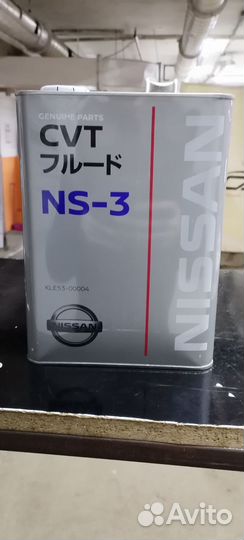 GENUINE PARTS
CVT
フルード
NS-3
KLE53-00004
NISSAN
NISSAN
Avito